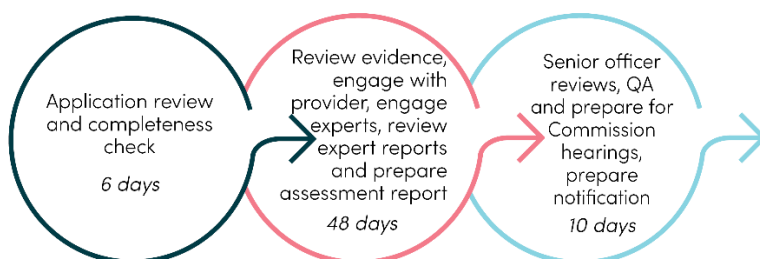 Application review
and completeness
check
6 days
Review evidence,
engage with
provider, engage
experts, review
expert reports
and prepare
assessment report
48 days
Senior officer
reviews, QA
and prepare for
Commission
hearings,
prepare
notification
10 days